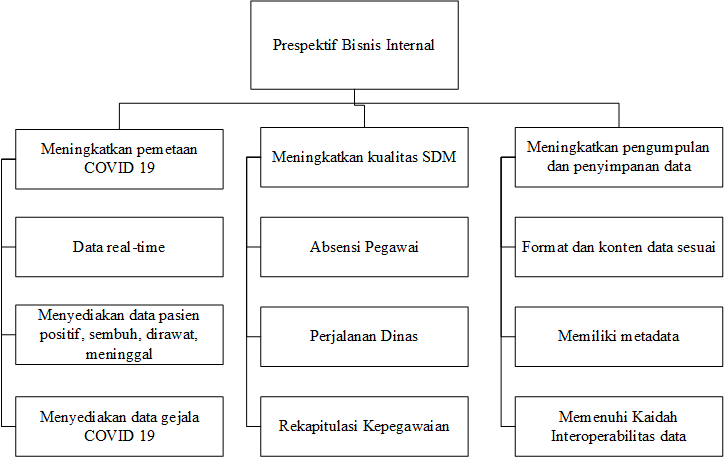 Prespektif Bisnis Internal
Meningkatkan pemetaan
COVID 19
Data real-time
Menyediakan data pasien
positif, sembuh, dirawat,
meninggal
Menyediakan data gejala
COVID 19
Meningkatkan kualitas SDM
Absensi Pegawai
Perjalanan Dinas
Rekapitulasi Kepegawaian
Meningkatkan pengumpulan
dan penyimpanan data
Format dan konten data sesuai
Memiliki metadata
Memenuhi Kaidah
Interoperabilitas data